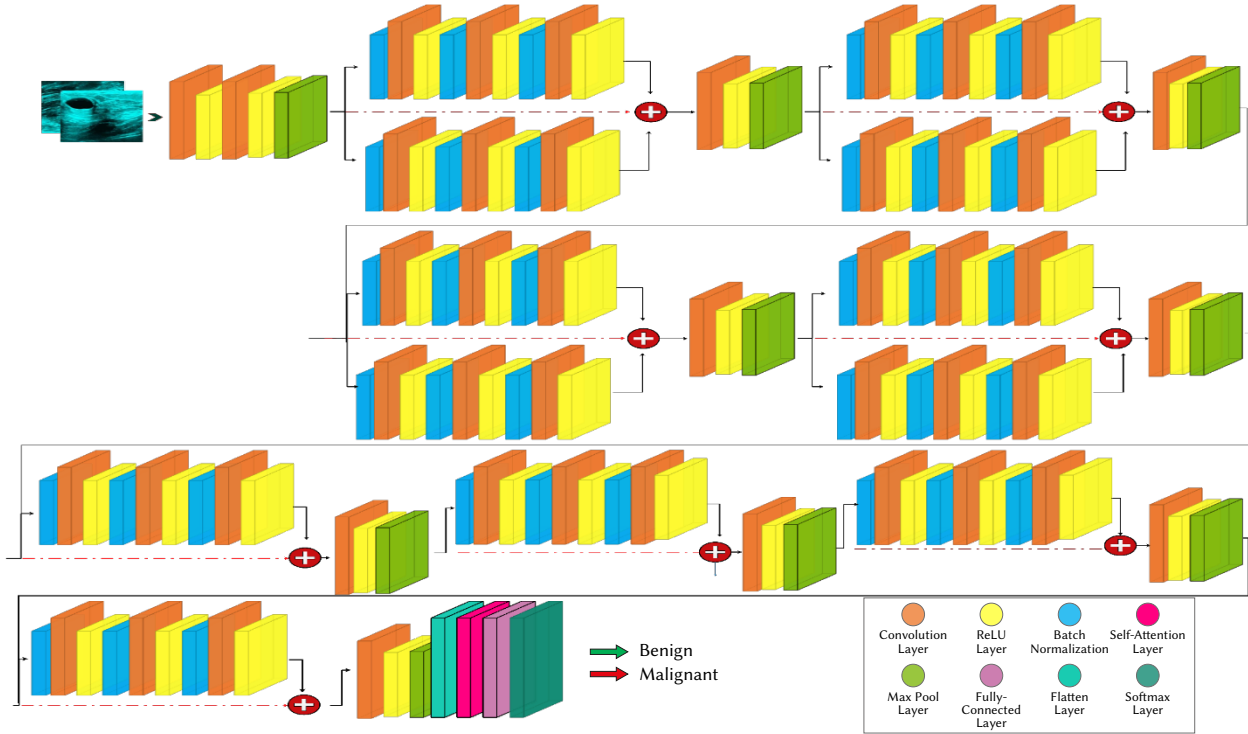 Benign
Malignant
Convolution
Layer
ReLU
Layer
Batch
Normalization
Self-Attention
Layer
Max Pool
Layer
Fully-
Connected
Layer
Flatten
Layer
Softmax
Layer